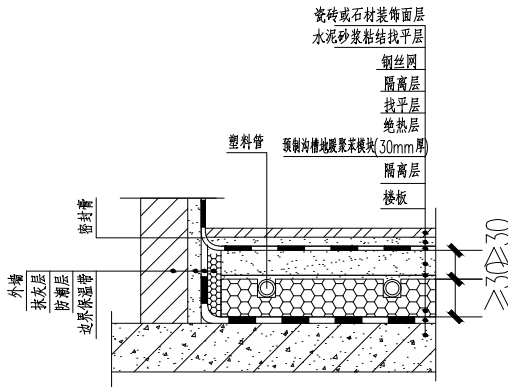 瓷砖或石材装饰面层
水泥砂浆粘结找平层
钢丝网
隔离层
找平层
绝热层
塑料管
预制沟槽地暖聚苯模块(30mm厚)
隔离层
楼板
密封膏
外墙
抹灰层
防潮层
边界保温带
≥30
≥30